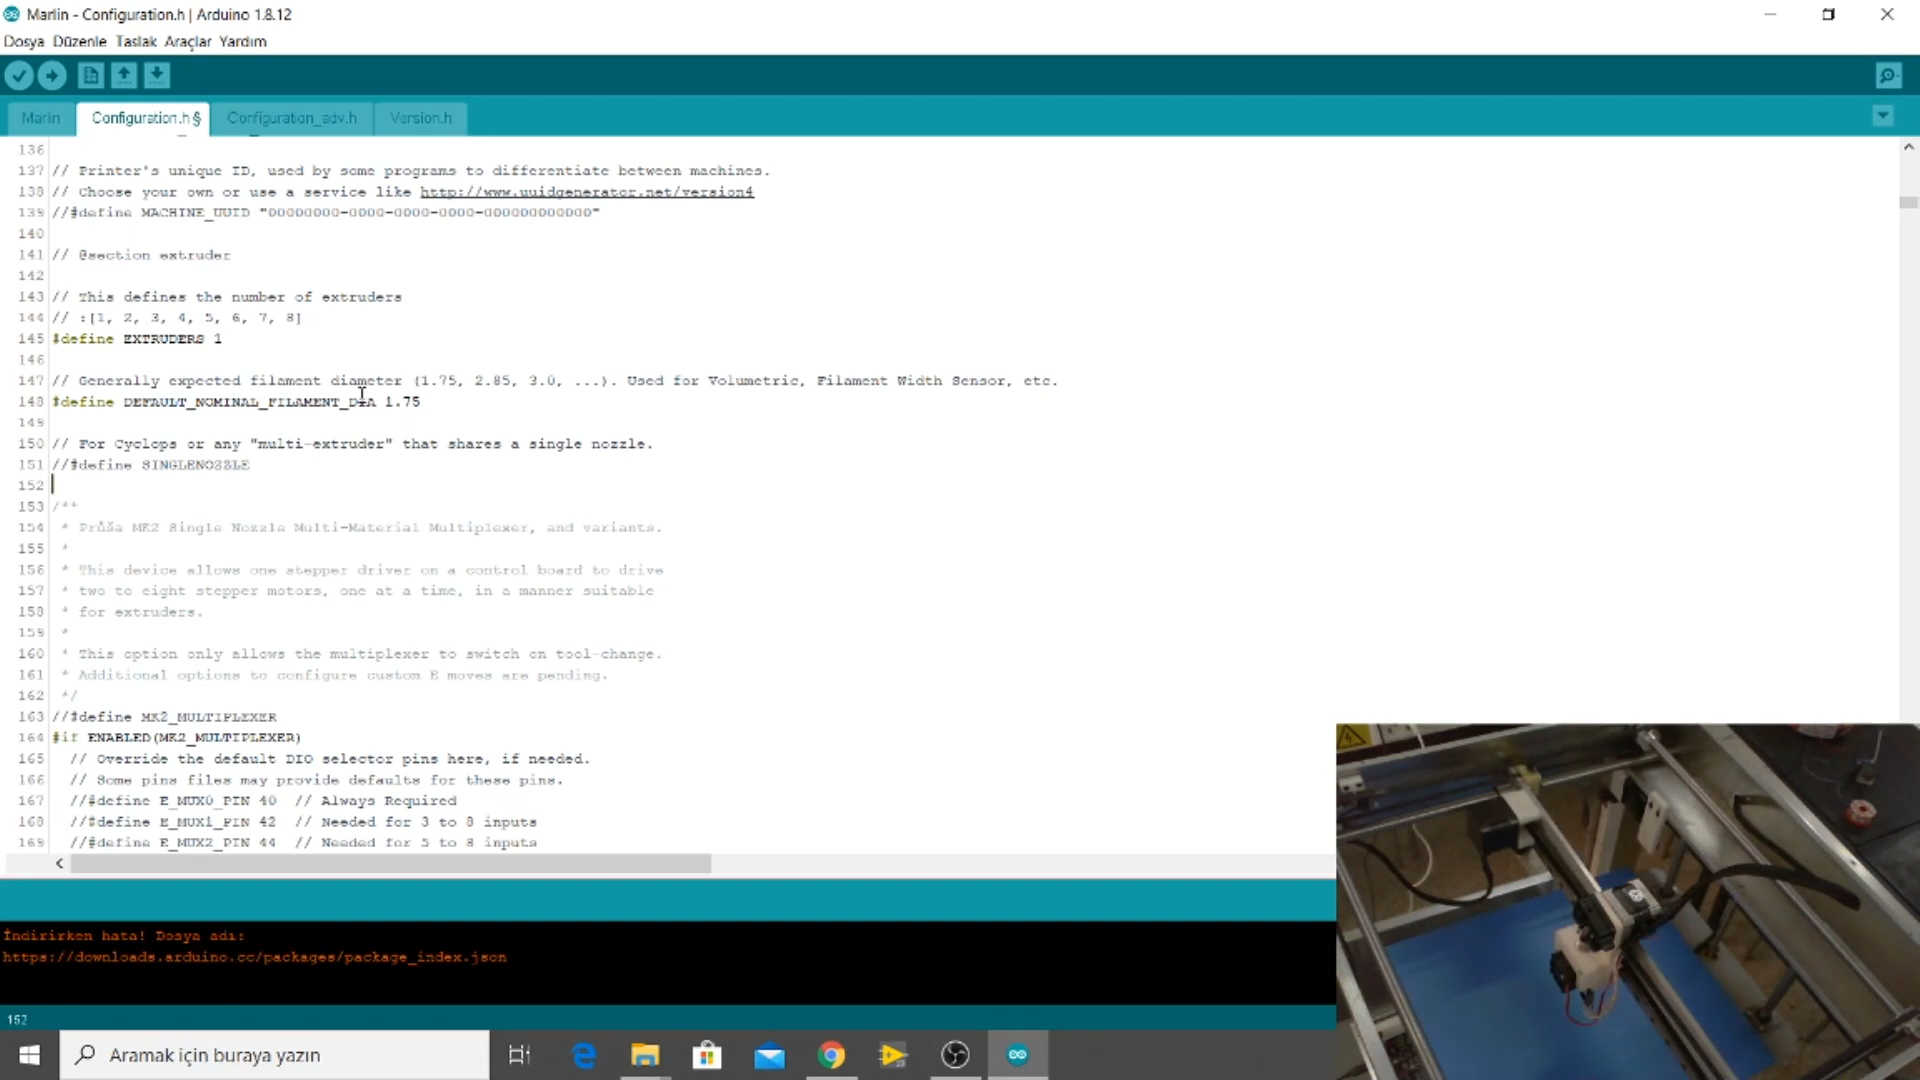 Marlin - Configuration.h | Arduino 1.8.12
Dosya Düzenle Taslak Araçlar Yardım
Marlin Configuration.h § Configuration_adv.h Version.h
136
137 // Printer's unique ID, used by some programs to differentiate between machines.
138 // Choose your own or use a service like http://www.uuidgenerator.net/version4
139 //#define MACHINE_UUID "00000000-0000-0000-0000-000000000000"
140
141 // @section extruder
142
143 // This defines the number of extruders
144 // :[1, 2, 3, 4, 5, 6, 7, 8]
145 #define EXTRUDERS 1
146
147 // Generally expected filament diameter (1.75, 2.85, 3.0, ...). Used for Volumetric, Filament Width Sensor, etc.
148 #define DEFAULT_NOMINAL_FILAMENT_DIA 1.75
149
150 // For Cyclops or any "multi-extruder" that shares a single nozzle.
151 //#define SINGLENOZZLE
152
153 /**
154 * Průša MK2 Single Nozzle Multi-Material Multiplexer, and variants.
155 *
156 * This device allows one stepper driver on a control board to drive
157 * two to eight stepper motors, one at a time, in a manner suitable
158 * for extruders.
159 *
160 * This option only allows the multiplexer to switch on tool-change.
161 * Additional options to configure custom E moves are pending.
162 */
163 //#define MK2_MULTIPLEXER
164 #if ENABLED(MK2_MULTIPLEXER)
165 // Override the default DIO selector pins here, if needed.
166 // Some pins files may provide defaults for these pins.
167 //#define E_MUX0_PIN 40 // Always Required
168 //#define E_MUX1_PIN 42 // Needed for 3 to 8 inputs
169 //#define E_MUX2_PIN 44 // Needed for 5 to 8 inputs
İndirirken hata! Dosya adı:
https://downloads.arduino.cc/packages/package_index.json
152
Aramak için buraya yazın